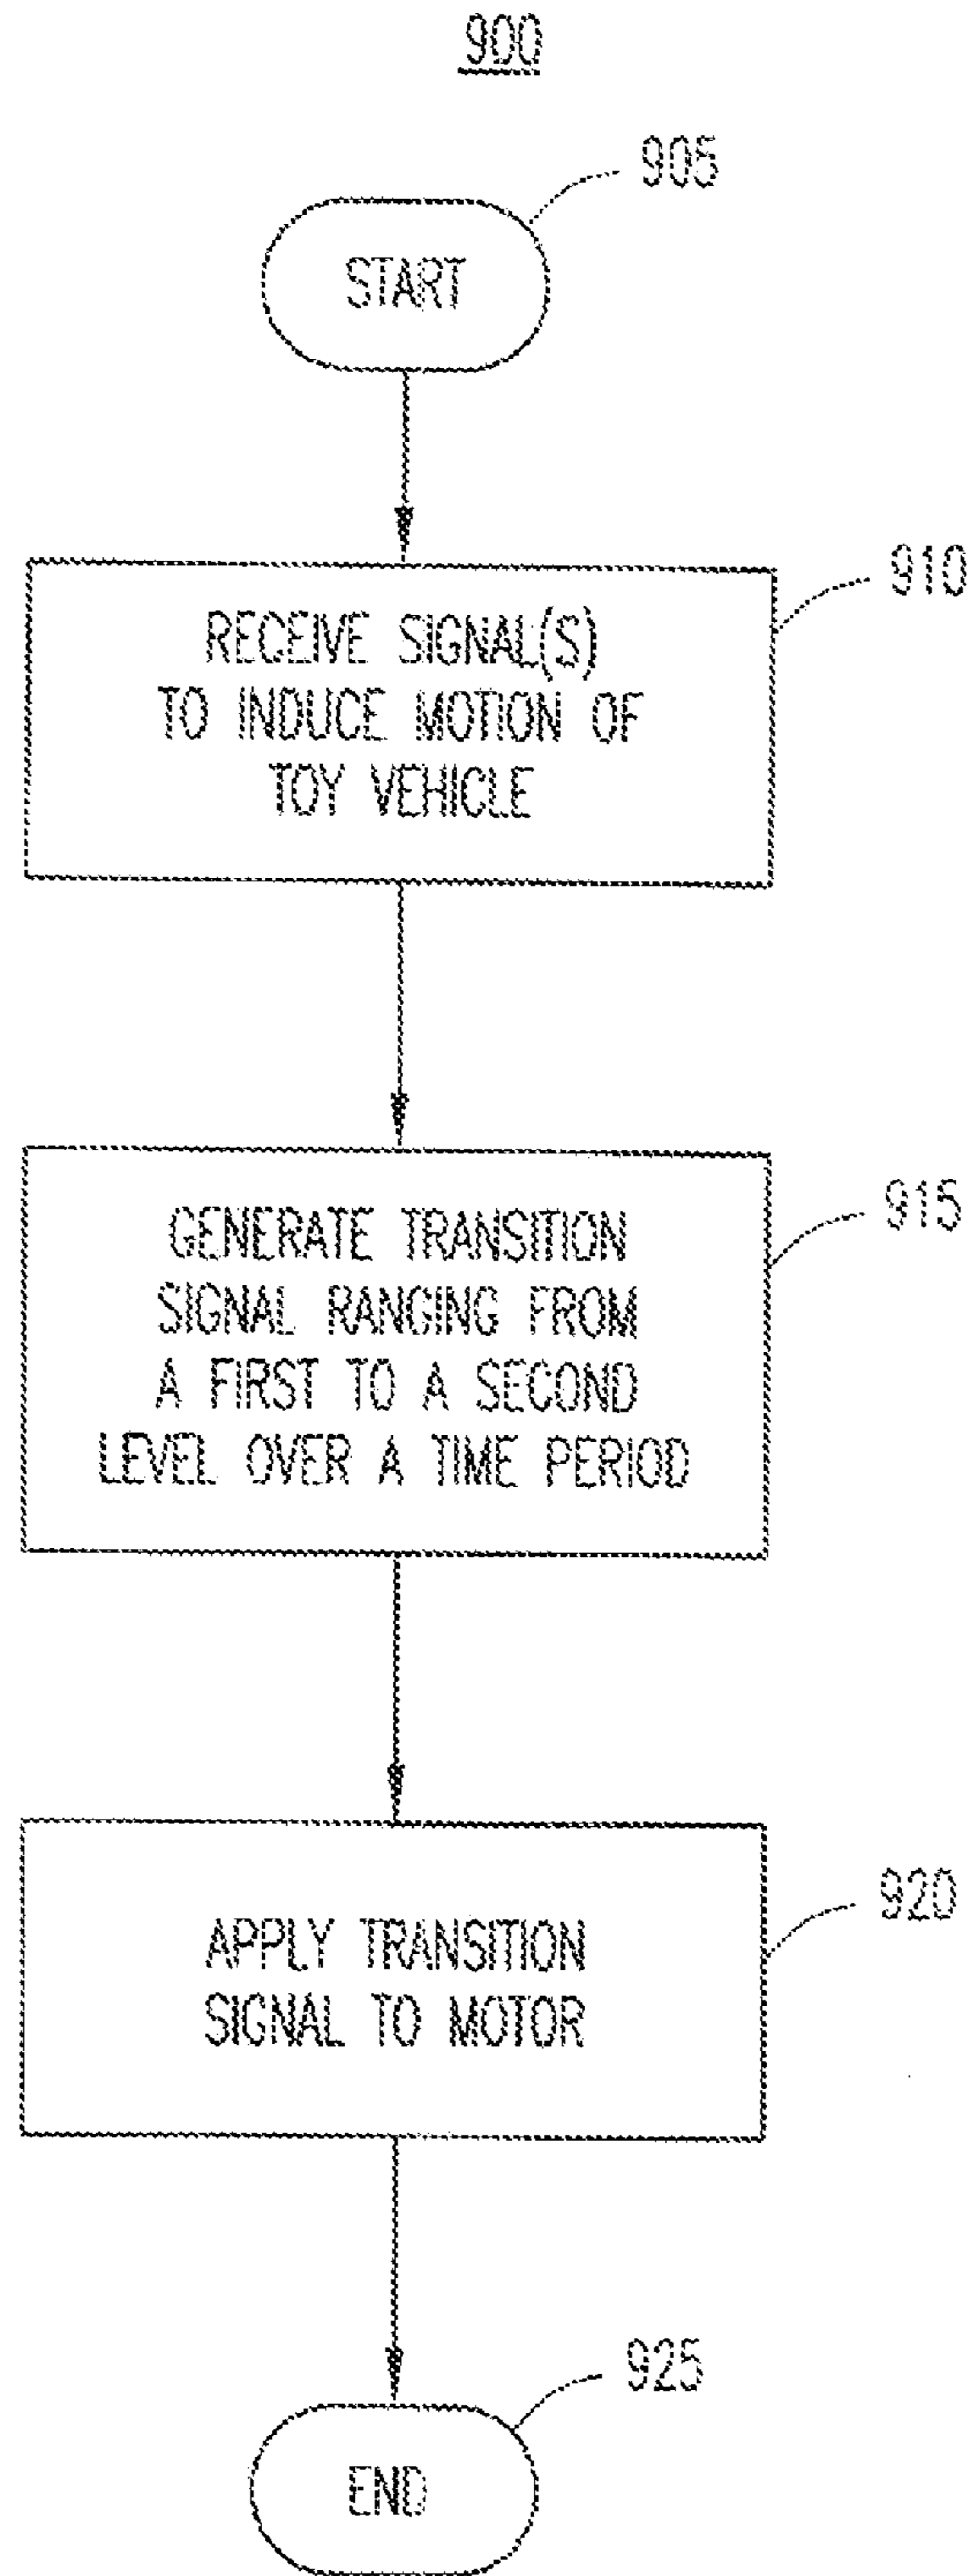 900
905
START
910
RECEIVE SIGNAL(S)
TO INDUCE MOTION OF
TOY VEHICLE
915
GENERATE TRANSITION
SIGNAL RANGING FROM
A FIRST TO A SECOND
LEVEL OVER A TIME PERIOD
920
APPLY TRANSITION
SIGNAL TO MOTOR
925
END